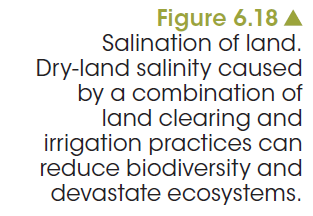 Figure 6.18 ▲
Salination of land.
Dry-land salinity caused
by a combination of
land clearing and
irrigation practices can
reduce biodiversity and
devastate ecosystems.